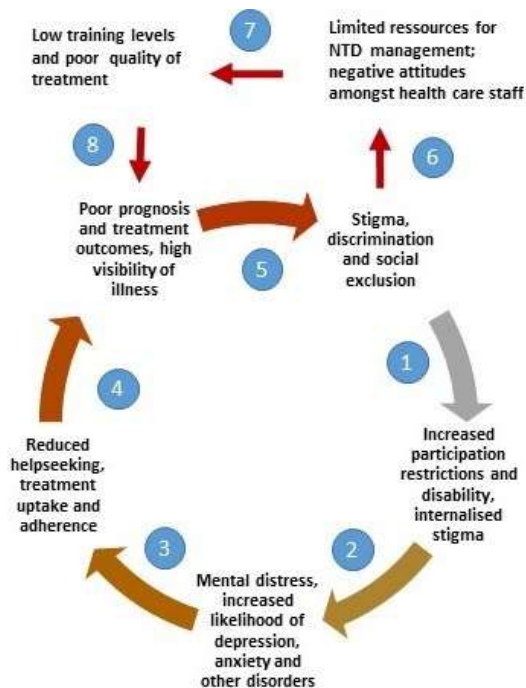 Low training levels
and poor quality of
treatment
7
Limited ressources for
NTD management;
negative attitudes
amongst health care staff
8
6
Poor prognosis
and treatment
outcomes, high
visibility of
illness
5
Stigma,
discrimination
and social
exclusion
1
4
Increased
participation
restrictions and
disability,
internalised
stigma
Reduced
helpseeking,
treatment
uptake and
adherence
3
2
Mental distress,
increased
likelihood of
depression,
anxiety and
other disorders